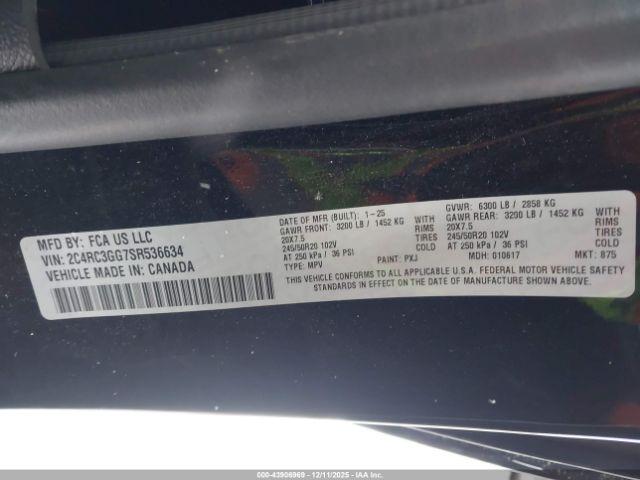 MFD BY: FCA US LLC
VIN: 2C4RC3GG7SR536634
VEHICLE MADE IN: CANADA
DATE OF MFR (BUILT): 1-25
GAWR FRONT: 3200 LB / 1452 KG WITH
20X7.5 RIMS
245/50R20 102V TIRES
AT 250 kPa / 36 PSI
TYPE: MPV PAINT: PXJ
GVWR: 6300 LB / 2858 KG
GAWR REAR: 3200 LB / 1452 KG WITH
20X7.5 RIMS
245/50R20 102V TIRES
AT 250 kPa / 36 PSI
MDH: 010617 MKT: 875
THIS VEHICLE CONFORMS TO ALL APPLICABLE U.S.A. FEDERAL MOTOR VEHICLE SAFETY
STANDARDS IN EFFECT ON THE DATE OF MANUFACTURE SHOWN ABOVE.
000-43906969 - 12/11/2025 - IAA, Inc.